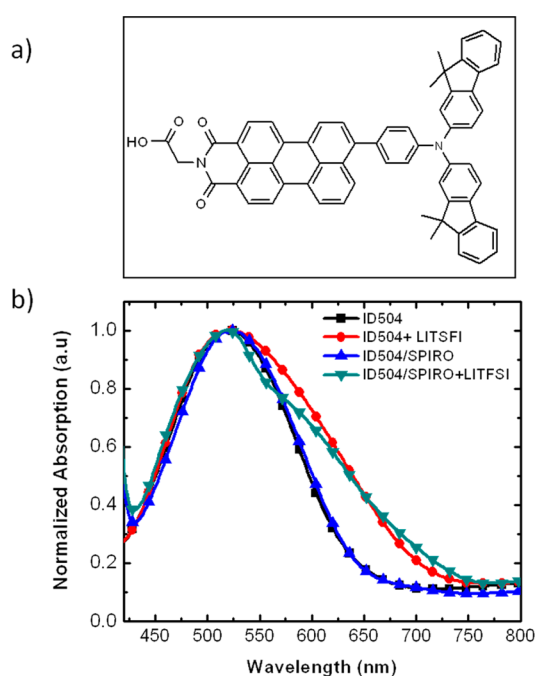 a)
HO
O
O
N
O
N
b)
Normalized Absorption (a.u)
1.0
0.8
0.6
0.4
0.2
0.0
ID504
ID504+ LITSFI
ID504/SPIRO
ID504/SPIRO+LITFSI
450 500 550 600 650 700 750 800
Wavelength (nm)